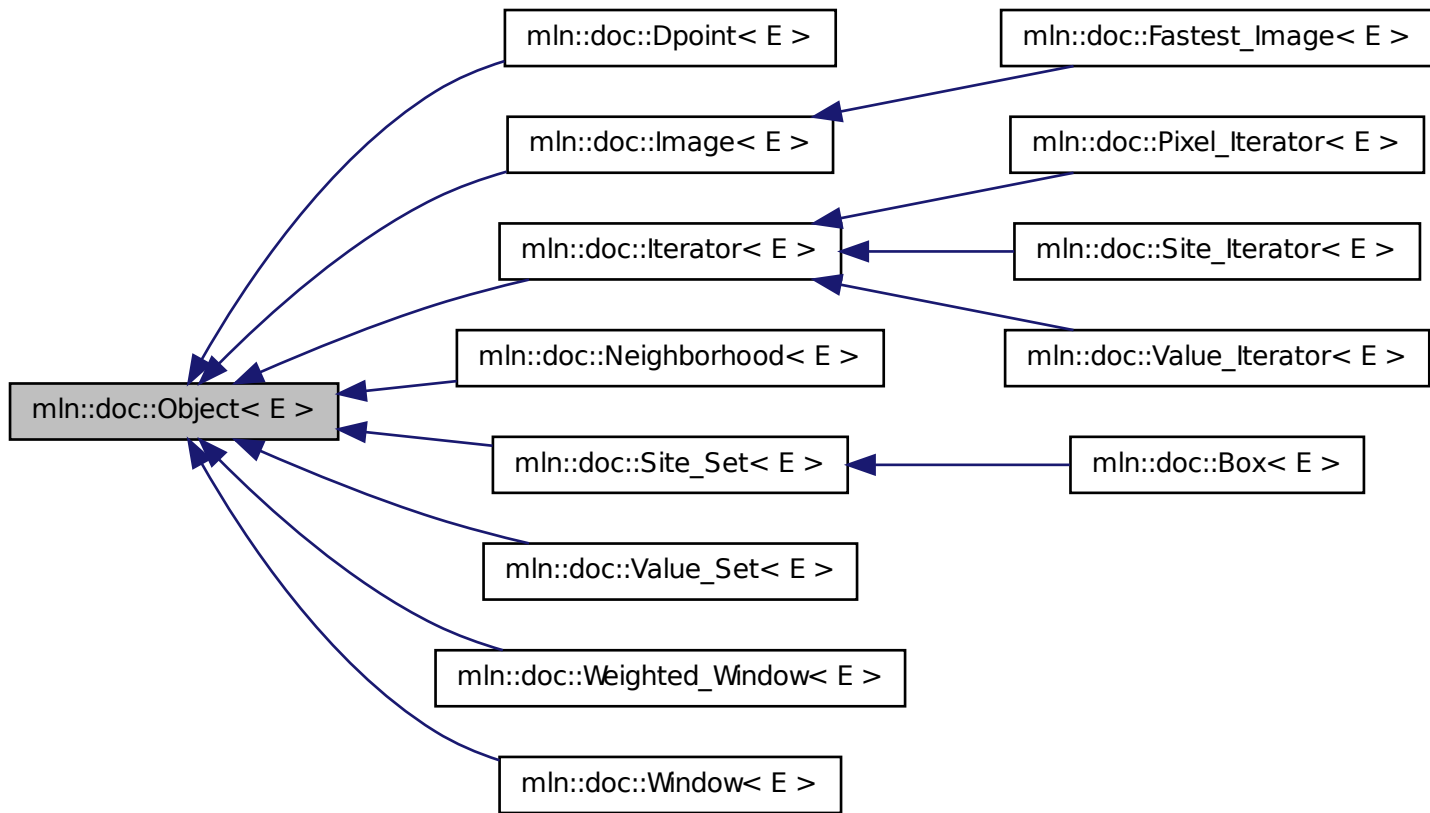 mln::doc::Dpoint< E >
mln::doc::Fastest_Image< E >
mln::doc::Image< E >
mln::doc::Pixel_Iterator< E >
mln::doc::Iterator< E >
mln::doc::Site_Iterator< E >
mln::doc::Neighborhood< E >
mln::doc::Value_Iterator< E >
mln::doc::Object< E >
mln::doc::Site_Set< E >
mln::doc::Box< E >
mln::doc::Value_Set< E >
mln::doc::Weighted_Window< E >
mln::doc::Window< E >